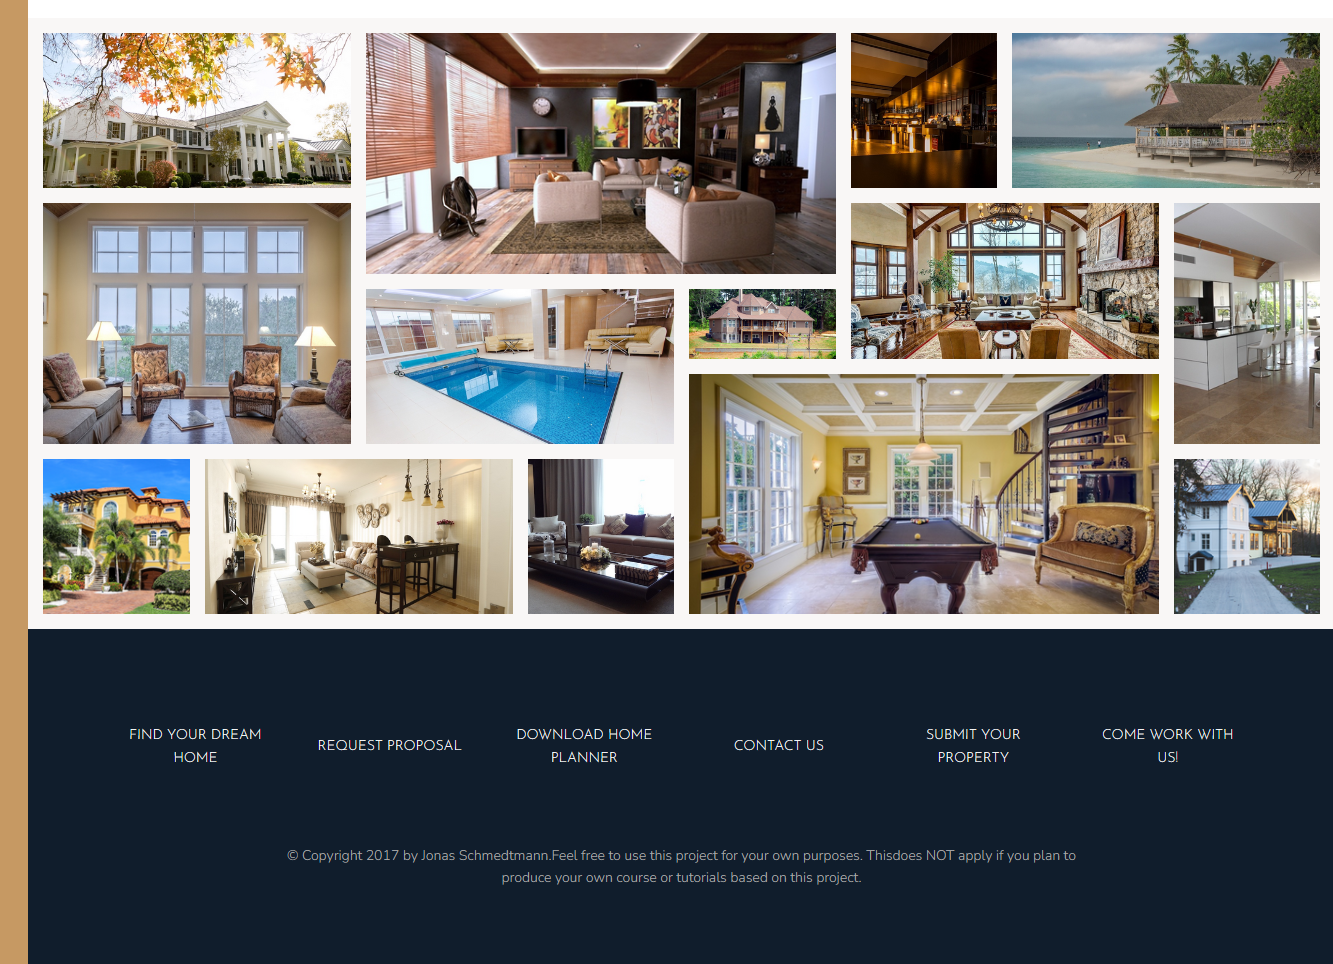 FIND YOUR DREAM
HOME
REQUEST PROPOSAL
DOWNLOAD HOME
PLANNER
CONTACT US
SUBMIT YOUR
PROPERTY
COME WORK WITH
US!
© Copyright 2017 by Jonas Schmedtmann.Feel free to use this project for your own purposes. Thisdoes NOT apply if you plan to
produce your own course or tutorials based on this project.